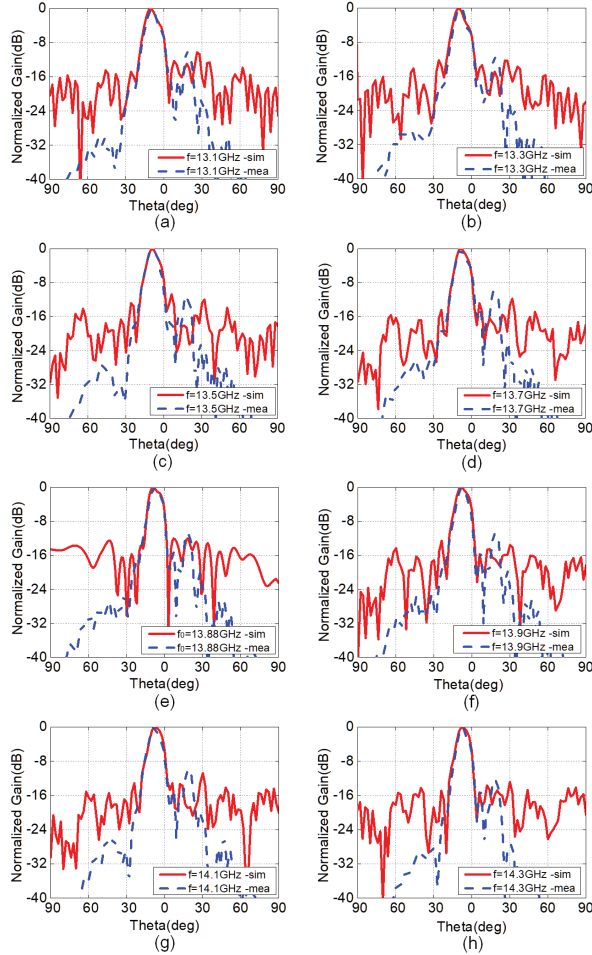 Normalized Gain(dB)
0
-8
-16
-24
-32
-40
f=13.1GHz -sim
f=13.1GHz -mea
90 60 30 0 30 60 90
Theta(deg)
(a)
Normalized Gain(dB)
0
-8
-16
-24
-32
-40
f=13.3GHz -sim
f=13.3GHz -mea
90 60 30 0 30 60 90
Theta(deg)
(b)
Normalized Gain(dB)
0
-8
-16
-24
-32
-40
f=13.5GHz -sim
f=13.5GHz -mea
90 60 30 0 30 60 90
Theta(deg)
(c)
Normalized Gain(dB)
0
-8
-16
-24
-32
-40
f=13.7GHz -sim
f=13.7GHz -mea
90 60 30 0 30 60 90
Theta(deg)
(d)
Normalized Gain(dB)
0
-8
-16
-24
-32
-40
f0=13.88GHz -sim
f0=13.88GHz -mea
90 60 30 0 30 60 90
Theta(deg)
(e)
Normalized Gain(dB)
0
-8
-16
-24
-32
-40
f=13.9GHz -sim
f=13.9GHz -mea
90 60 30 0 30 60 90
Theta(deg)
(f)
Normalized Gain(dB)
0
-8
-16
-24
-32
-40
f=14.1GHz -sim
f=14.1GHz -mea
90 60 30 0 30 60 90
Theta(deg)
(g)
Normalized Gain(dB)
0
-8
-16
-24
-32
-40
f=14.3GHz -sim
f=14.3GHz -mea
90 60 30 0 30 60 90
Theta(deg)
(h)